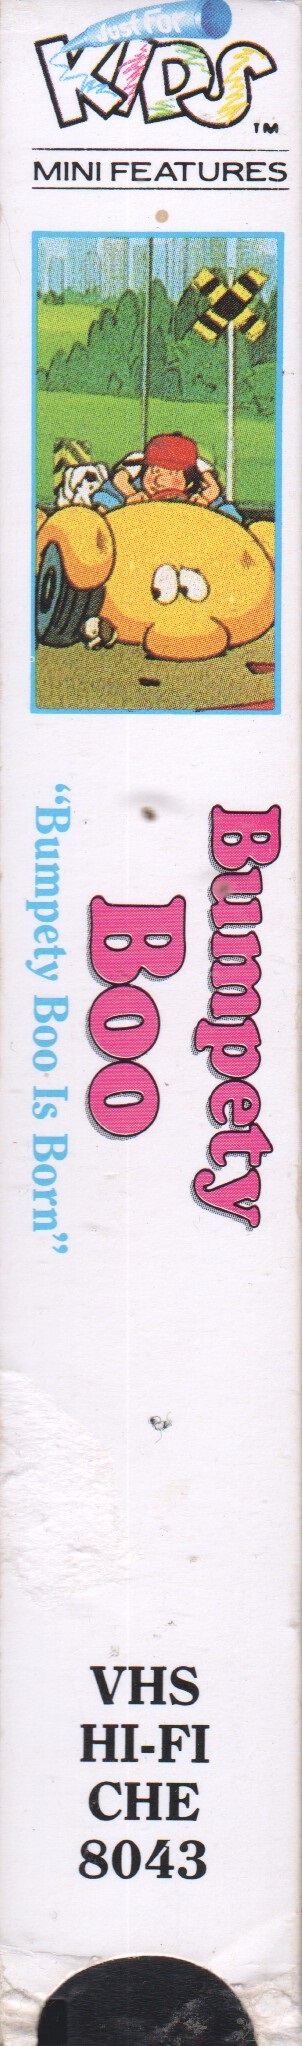 Just For
KIDS
TM
MINI FEATURES
Bumpety
Boo
"Bumpety Boo Is Born"
VHS
HI-FI
CHE
8043